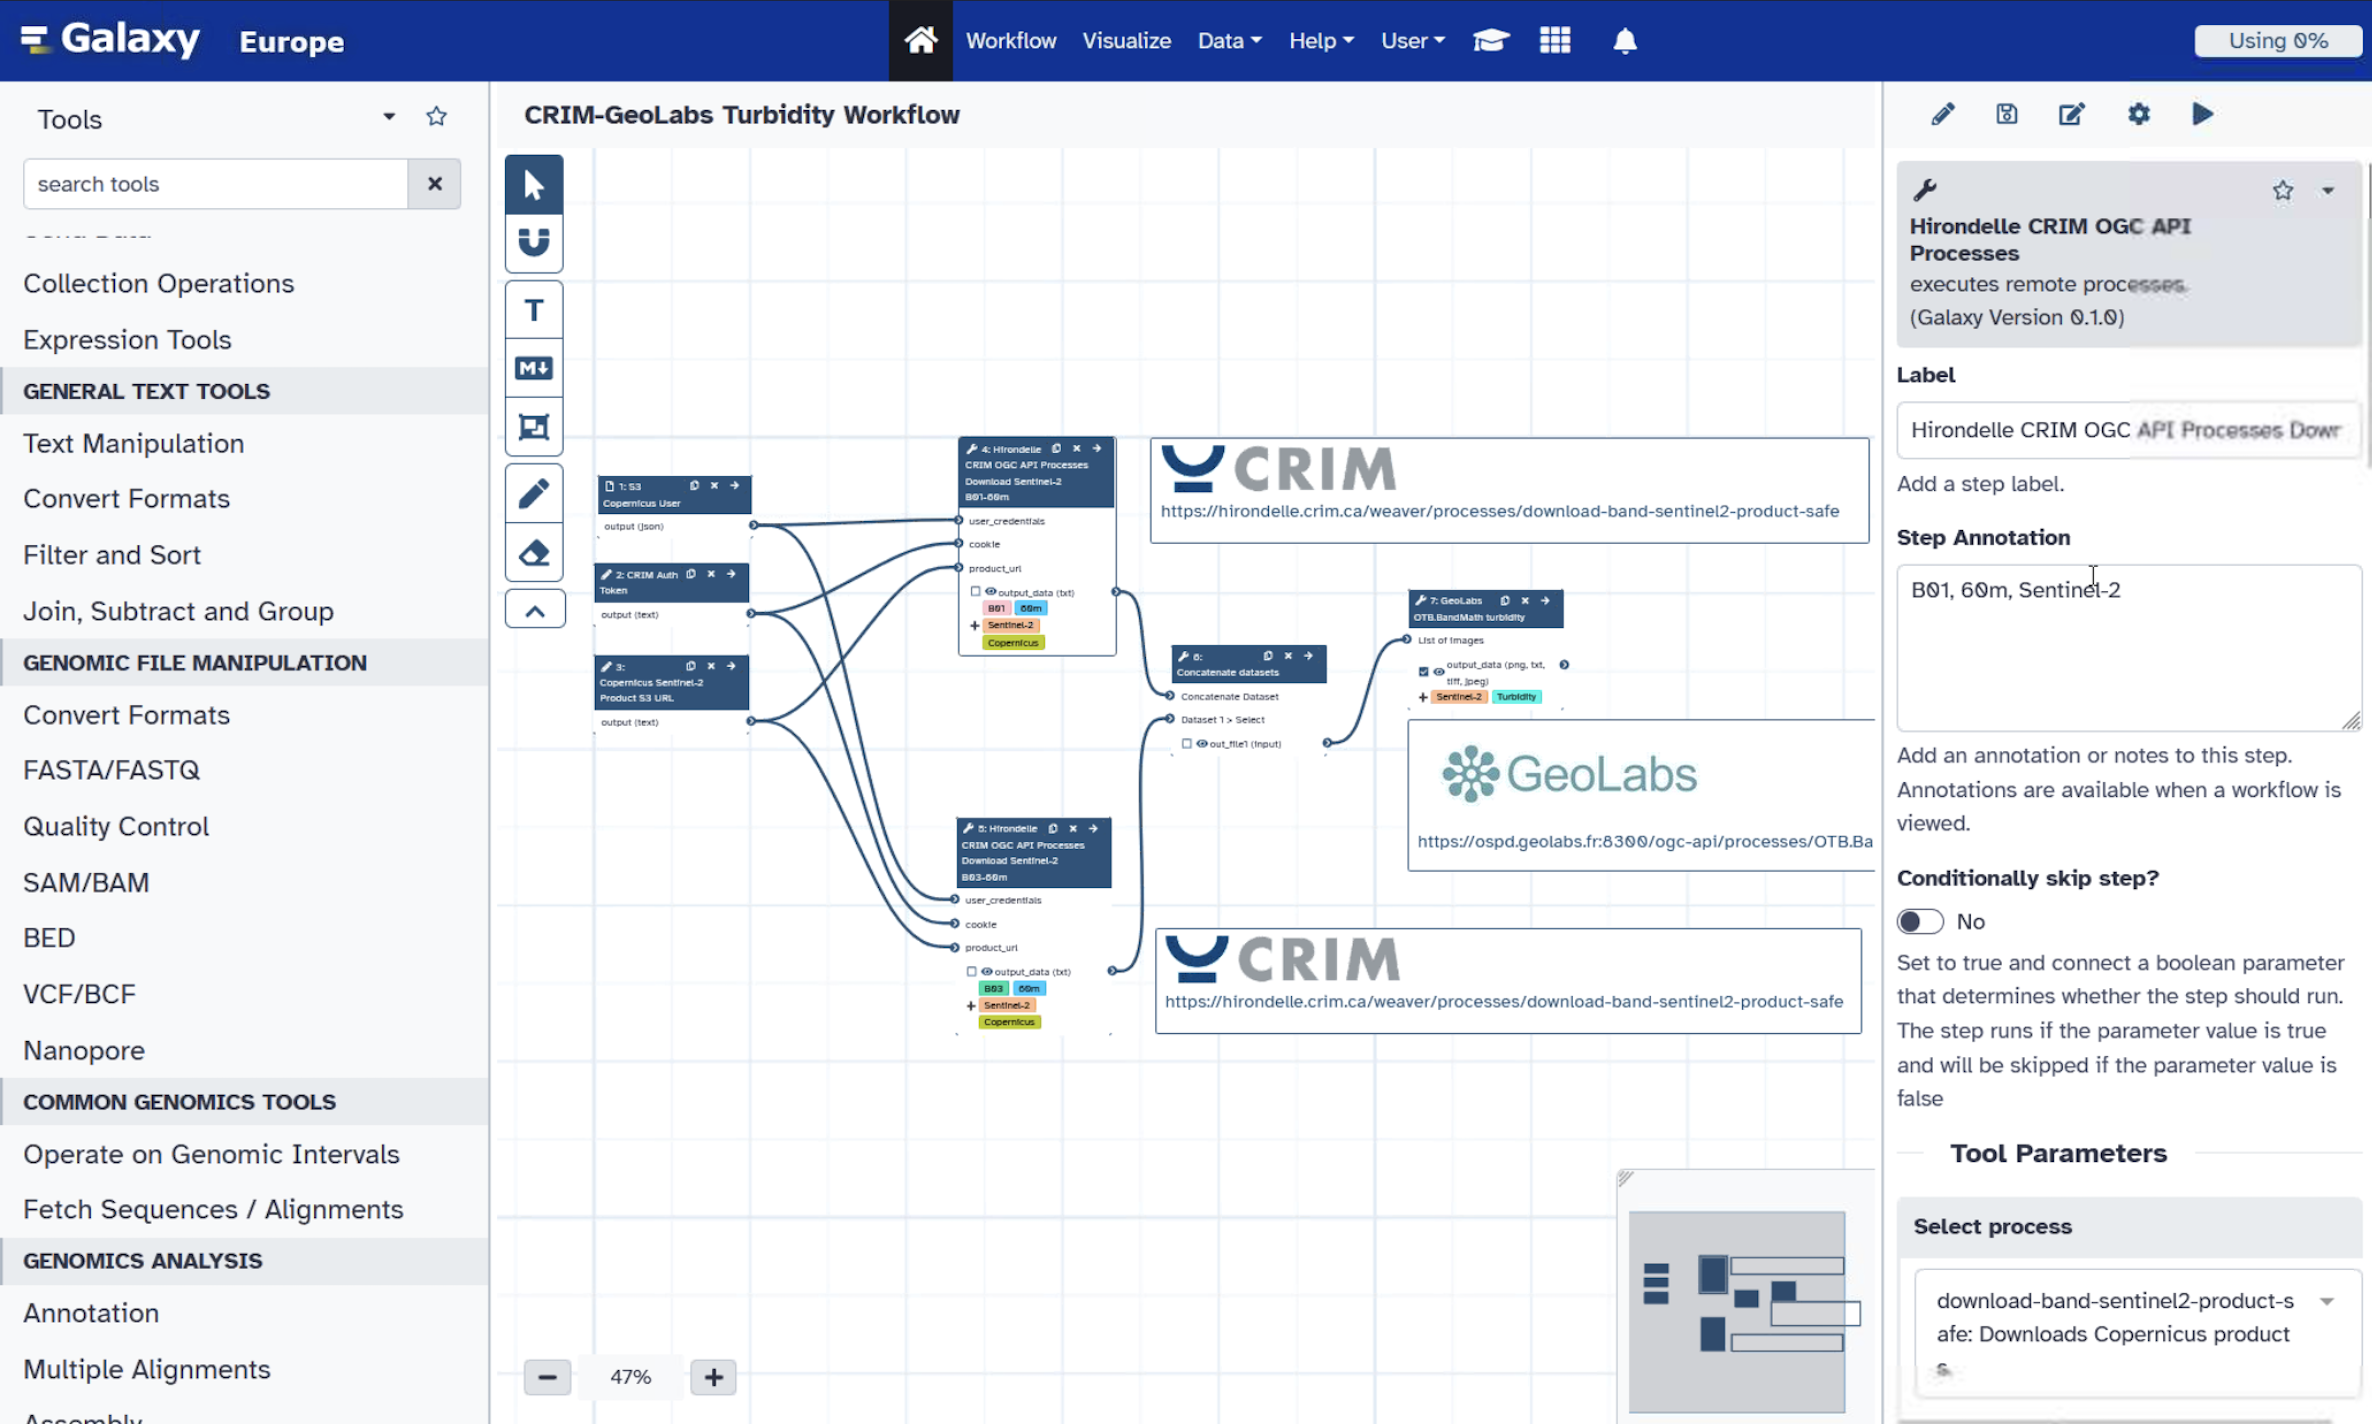 Galaxy Europe
Workflow Visualize Data Help User
Using 0%
Tools
search tools
Collection Operations
Expression Tools
GENERAL TEXT TOOLS
Text Manipulation
Convert Formats
Filter and Sort
Join, Subtract and Group
GENOMIC FILE MANIPULATION
Convert Formats
FASTA/FASTQ
Quality Control
SAM/BAM
BED
VCF/BCF
Nanopore
COMMON GENOMICS TOOLS
Operate on Genomic Intervals
Fetch Sequences / Alignments
GENOMICS ANALYSIS
Annotation
Multiple Alignments
Assembly
CRIM-GeoLabs Turbidity Workflow
T
M
1: S3
Copernicus User
output (json)
2: CRIM Auth
Token
output (text)
3:
Copernicus Sentinel-2
Product S3 URL
output (text)
4: Hirondelle
CRIM OGC API Processes
Download Sentinel-2
B01-60m
user_credentials
cookie
product_url
output_data (txt)
B01 60m
Sentinel-2
Copernicus
CRIM
https://hirondelle.crim.ca/weaver/processes/download-band-sentinel2-product-safe
6:
Concatenate datasets
Concatenate Dataset
Dataset 1 > Select
out_file1 (input)
7: GeoLabs
OTB.BandMath turbidity
List of images
output_data (png, txt,
tiff, jpeg)
Sentinel-2 Turbidity
GeoLabs
https://ospd.geolabs.fr:8300/ogc-api/processes/OTB.Ba
5: Hirondelle
CRIM OGC API Processes
Download Sentinel-2
B03-60m
user_credentials
cookie
product_url
output_data (txt)
B03 60m
Sentinel-2
Copernicus
CRIM
https://hirondelle.crim.ca/weaver/processes/download-band-sentinel2-product-safe
47%
Hirondelle CRIM OGC API
Processes
executes remote processes.
(Galaxy Version 0.1.0)
Label
Hirondelle CRIM OGC API Processes Dowr
Add a step label.
Step Annotation
B01, 60m, Sentinel-2
Add an annotation or notes to this step.
Annotations are available when a workflow is
viewed.
Conditionally skip step?
No
Set to true and connect a boolean parameter
that determines whether the step should run.
The step runs if the parameter value is true
and will be skipped if the parameter value is
false
Tool Parameters
Select process
download-band-sentinel2-product-s
afe: Downloads Copernicus product
s.